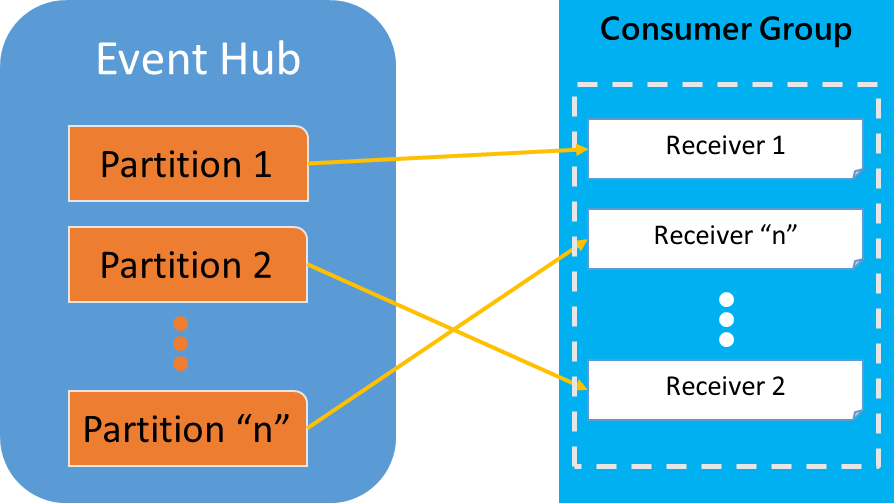 Event Hub
Partition 1
Partition 2
Partition “n”
Consumer Group
Receiver 1
Receiver “n”
Receiver 2